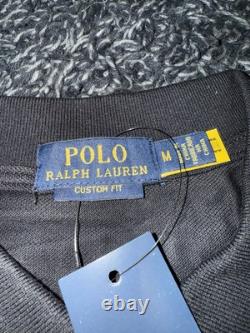 POLO
RALPH LAUREN
CUSTOM FIT
M